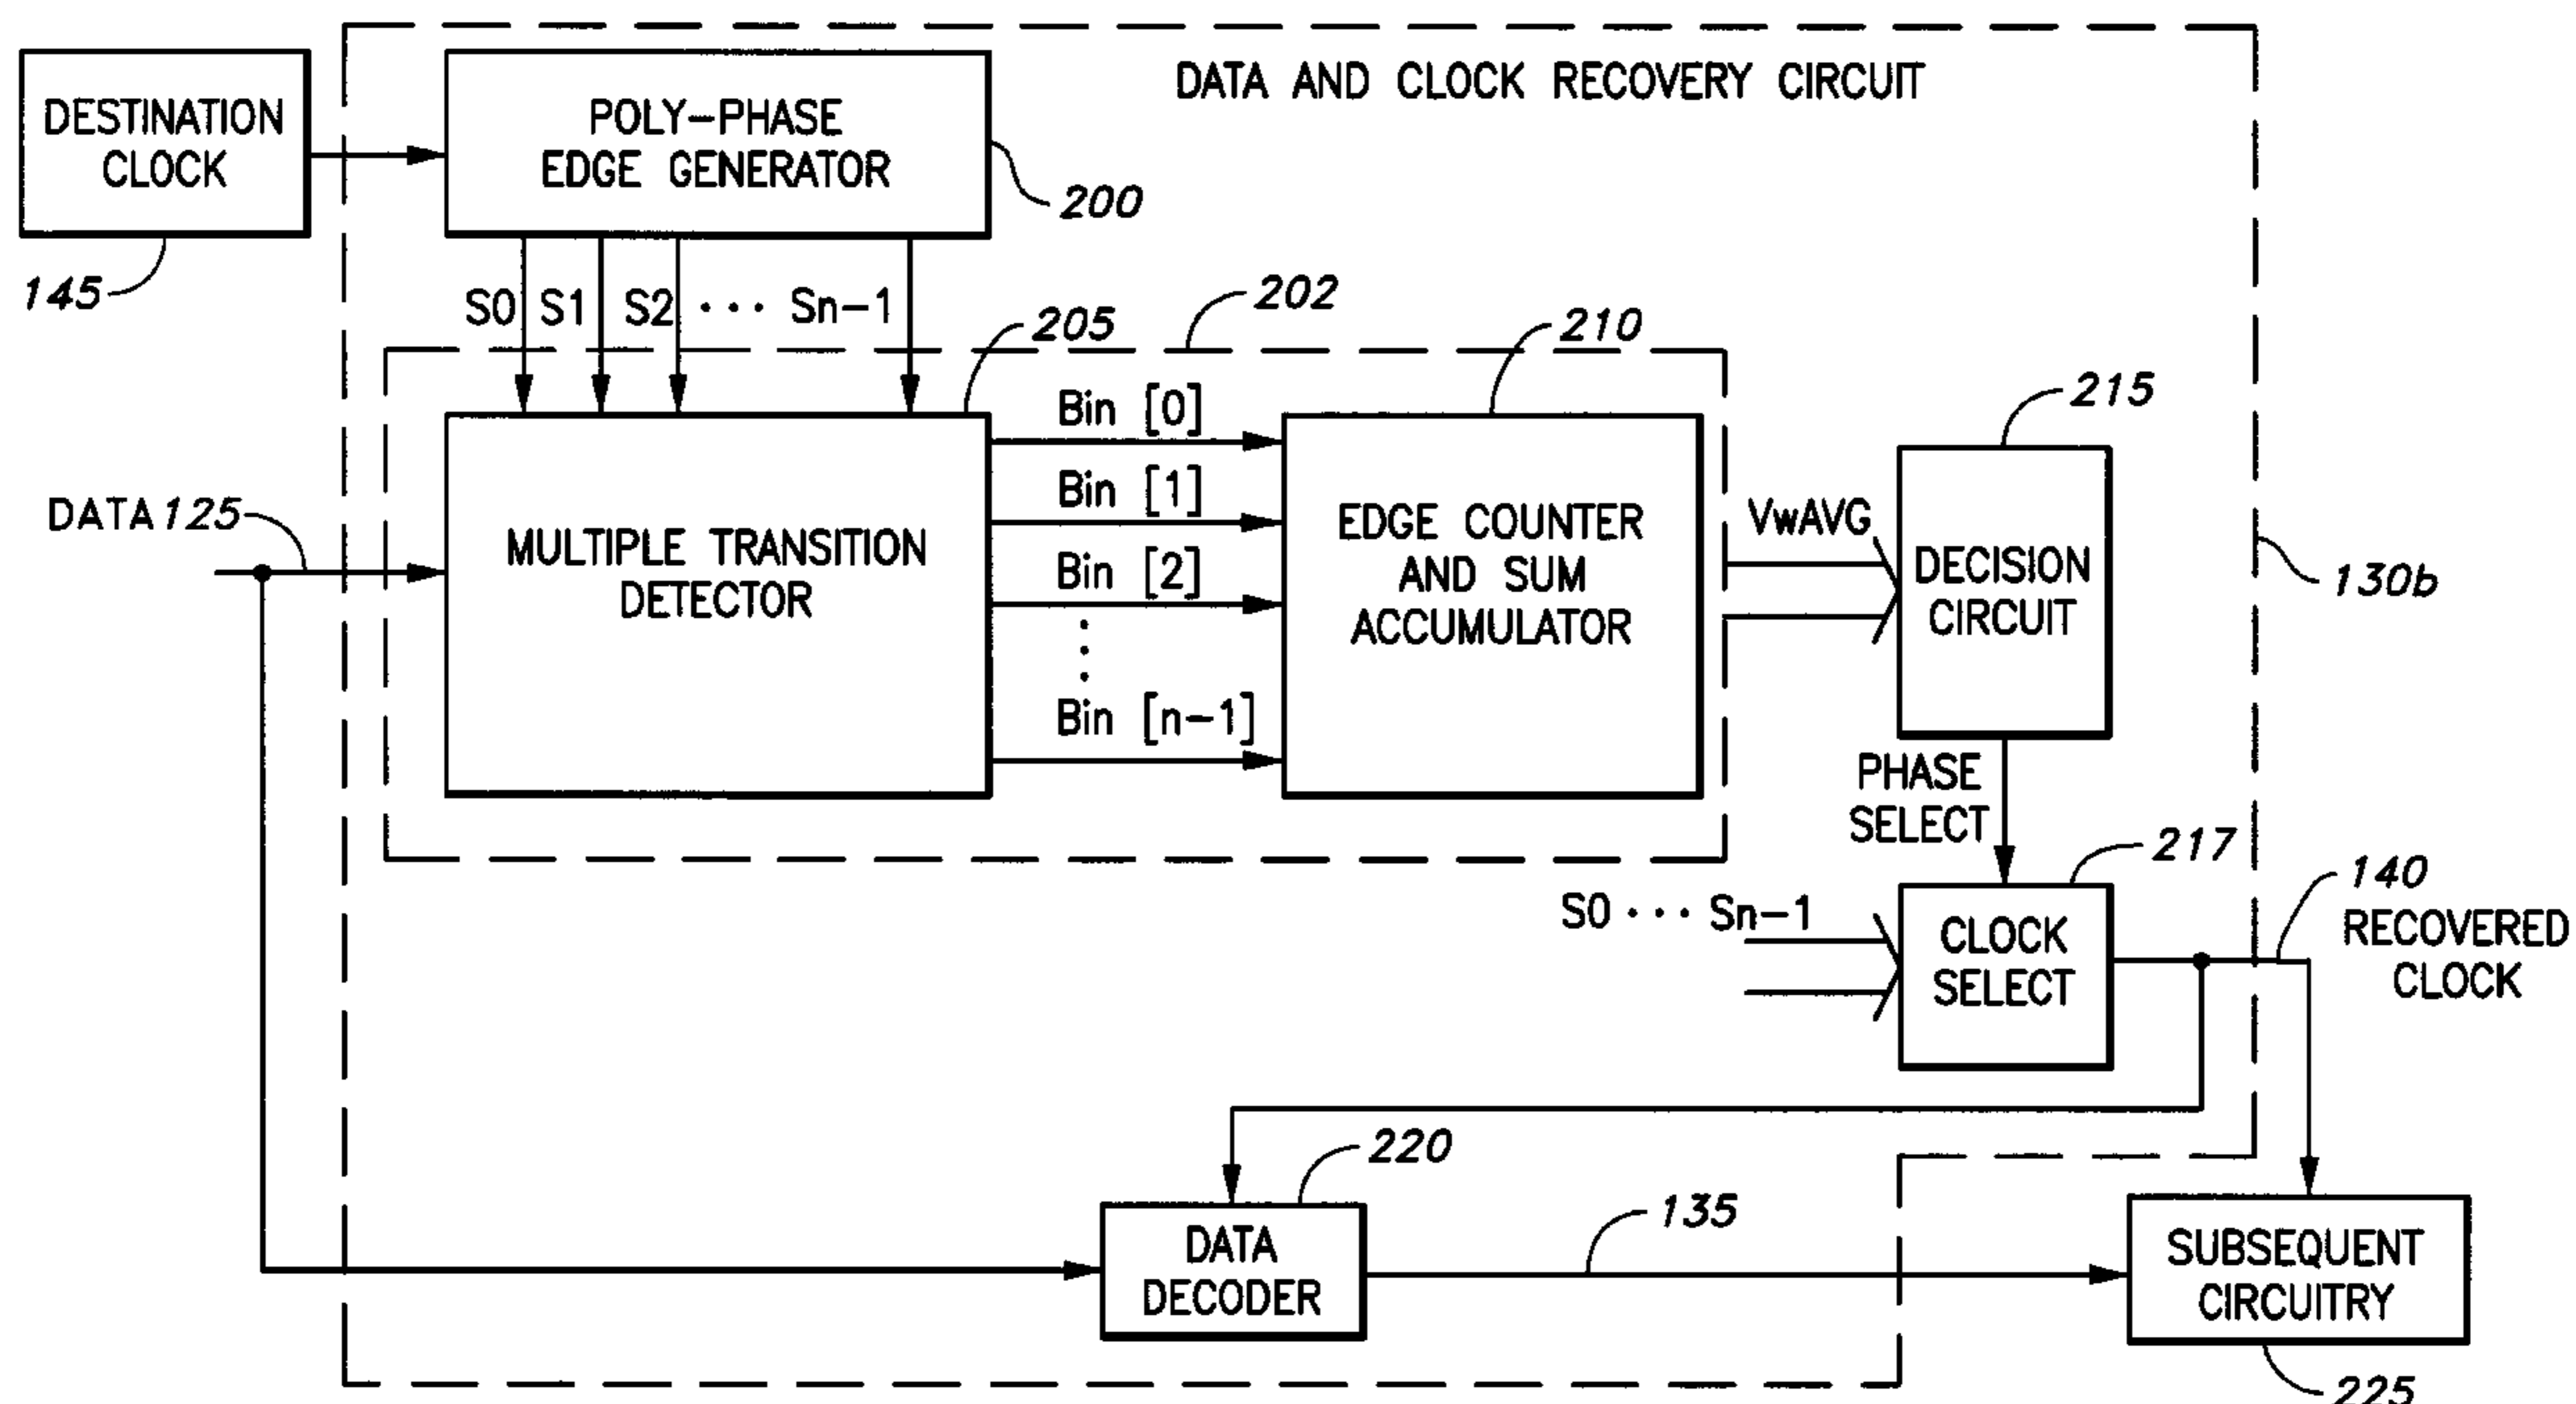 DATA AND CLOCK RECOVERY CIRCUIT
DESTINATION
CLOCK
145
POLY-PHASE
EDGE GENERATOR
200
S0 S1 S2 ··· Sn-1
202
205
210
215
DATA 125
MULTIPLE TRANSITION
DETECTOR
Bin [0]
Bin [1]
Bin [2]
Bin [n-1]
EDGE COUNTER
AND SUM
ACCUMULATOR
VwAVG
DECISION
CIRCUIT
130b
PHASE
SELECT
217
S0 ··· Sn-1
CLOCK
SELECT
140
RECOVERED
CLOCK
220
DATA
DECODER
135
SUBSEQUENT
CIRCUITRY
225